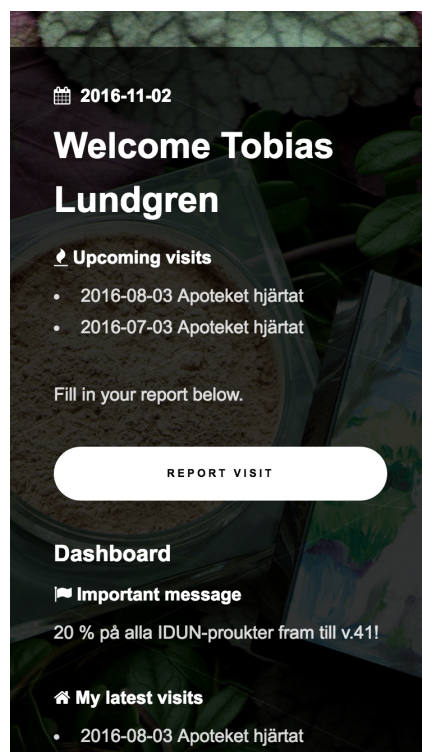 2016-11-02
Welcome Tobias
Lundgren
Upcoming visits
2016-08-03 Apoteket hjärtat
2016-07-03 Apoteket hjärtat
Fill in your report below.
REPORT VISIT
Dashboard
Important message
20 % på alla IDUN-proukter fram till v.41!
My latest visits
2016-08-03 Apoteket hjärtat